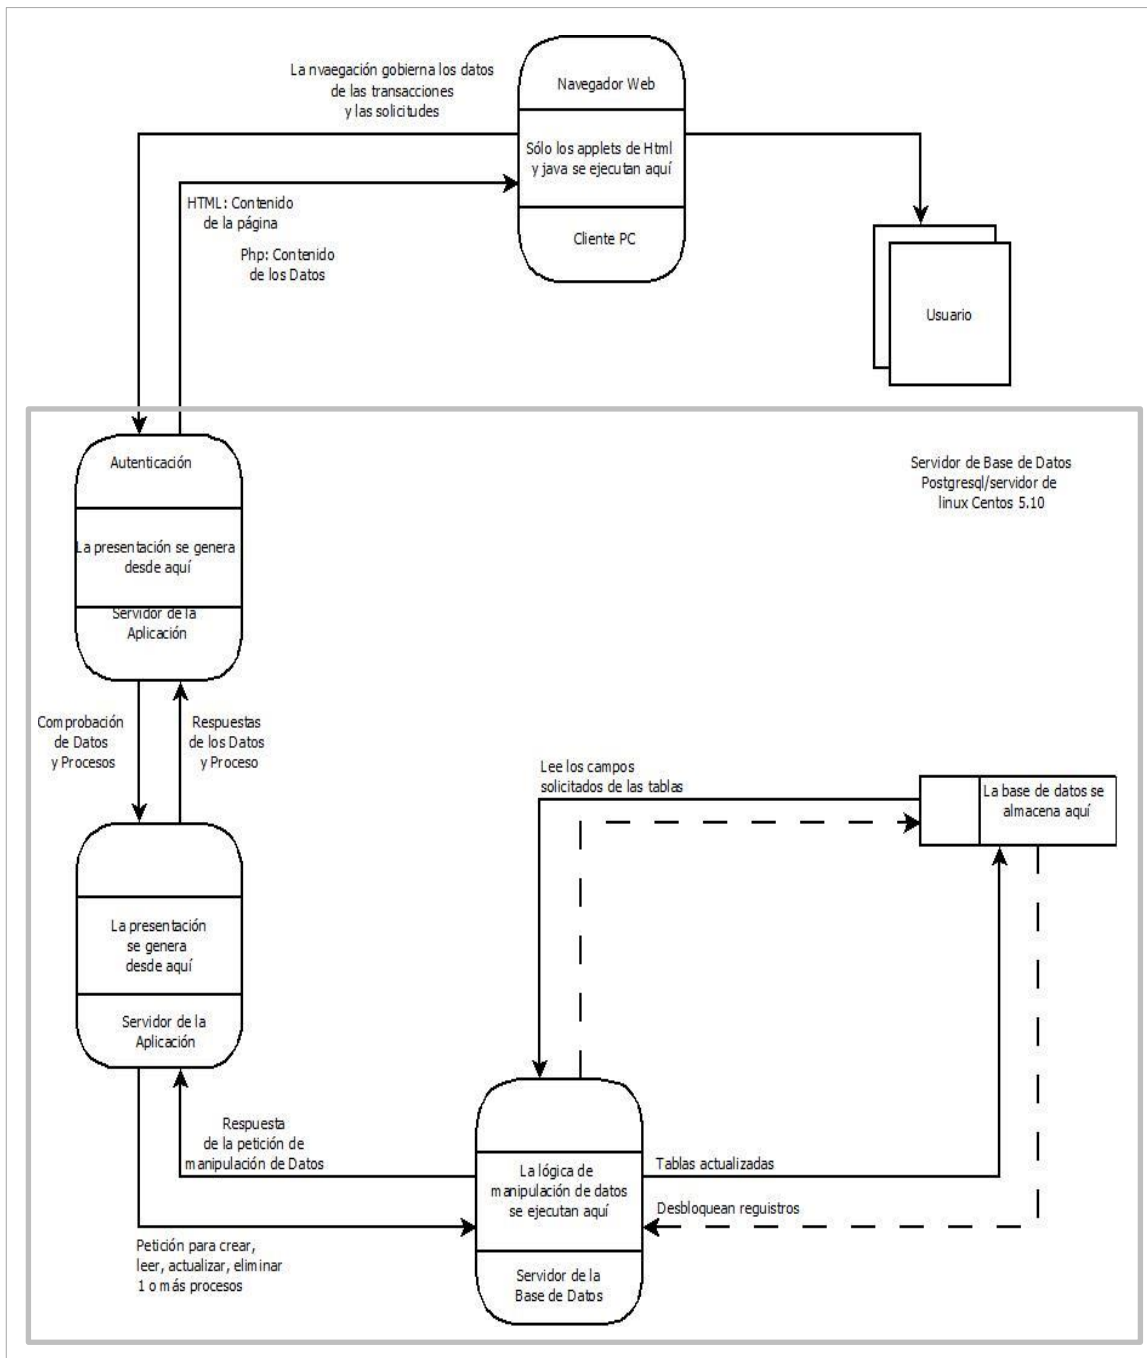 La nvaegación gobierna los datos
de las transacciones
y las solicitudes
Navegador Web
Sólo los applets de Html
y java se ejecutan aquí
Cliente PC
HTML: Contenido
de la página
Php: Contenido
de los Datos
Usuario
Autenticación
La presentación se genera
desde aquí
Servidor de la
Aplicación
Servidor de Base de Datos
Postgresql/servidor de
linux Centos 5.10
Comprobación
de Datos
y Procesos
Respuestas
de los Datos
y Proceso
Lee los campos
solicitados de las tablas
La base de datos se
almacena aquí
La presentación
se genera
desde aquí
Servidor de la
Aplicación
Respuesta
de la petición de
manipulación de Datos
La lógica de
manipulación de datos
se ejecutan aquí
Tablas actualizadas
Desbloquean reguistros
Petición para crear,
leer, actualizar, eliminar
1 o más procesos
Servidor de la
Base de Datos